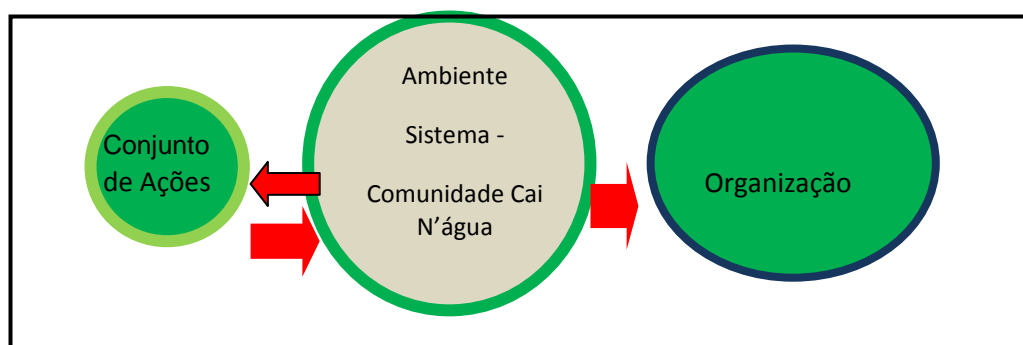 Conjunto
de Ações
Ambiente
Sistema -
Comunidade Cai
N’água
Organização